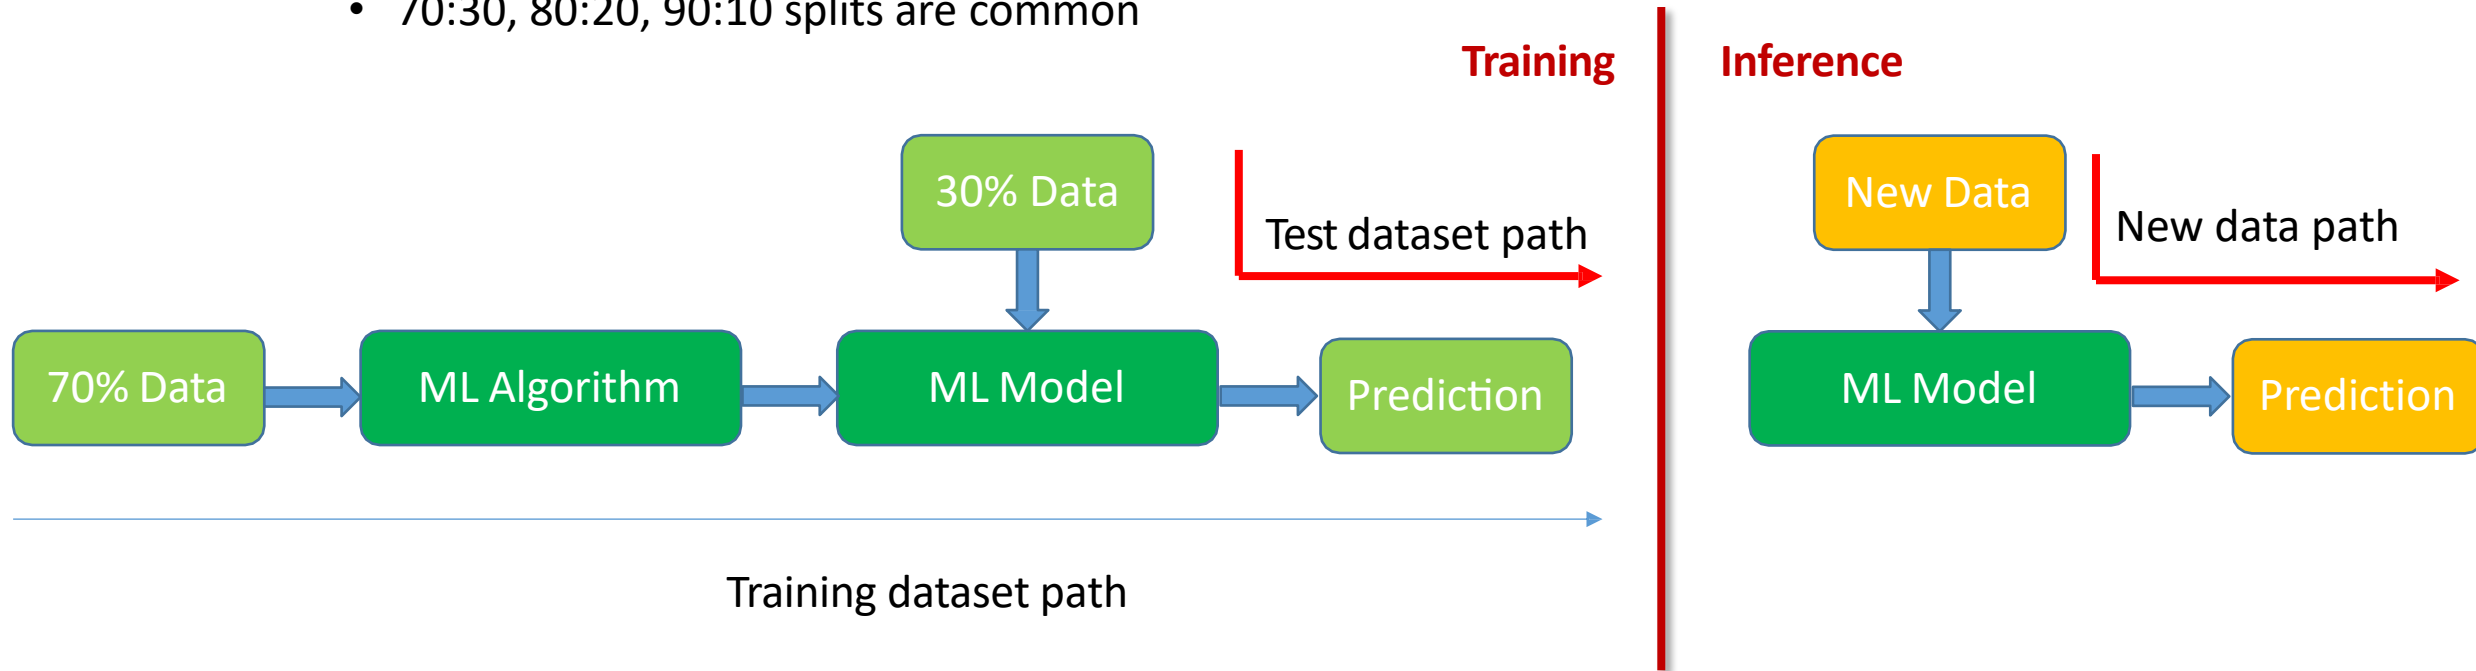 • 70:30, 80:20, 90:10 splits are common
Training
Inference
30% Data
Test dataset path
New Data
New data path
70% Data
ML Algorithm
ML Model
Prediction
ML Model
Prediction
Training dataset path